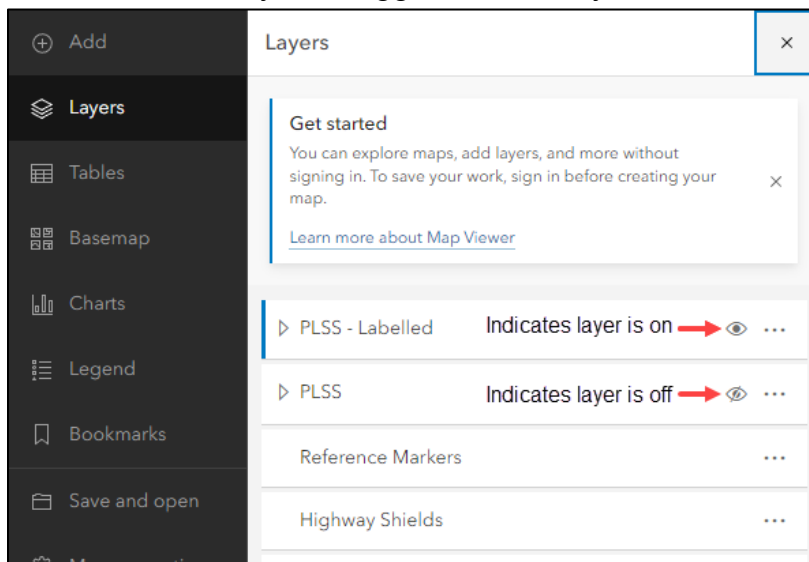 Add
Layers
Tables
Basemap
Charts
Legend
Bookmarks
Save and open
Layers
Get started
You can explore maps, add layers, and more without
signing in. To save your work, sign in before creating your
map.
Learn more about Map Viewer
PLSS - Labelled Indicates layer is on
PLSS Indicates layer is off
Reference Markers
Highway Shields